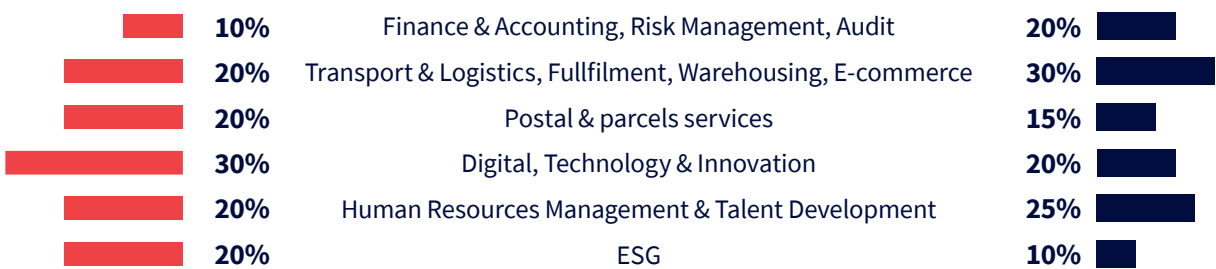 10% Finance & Accounting, Risk Management, Audit 20%
20% Transport & Logistics, Fullfilment, Warehousing, E-commerce 30%
20% Postal & parcels services 15%
30% Digital, Technology & Innovation 20%
20% Human Resources Management & Talent Development 25%
20% ESG 10%